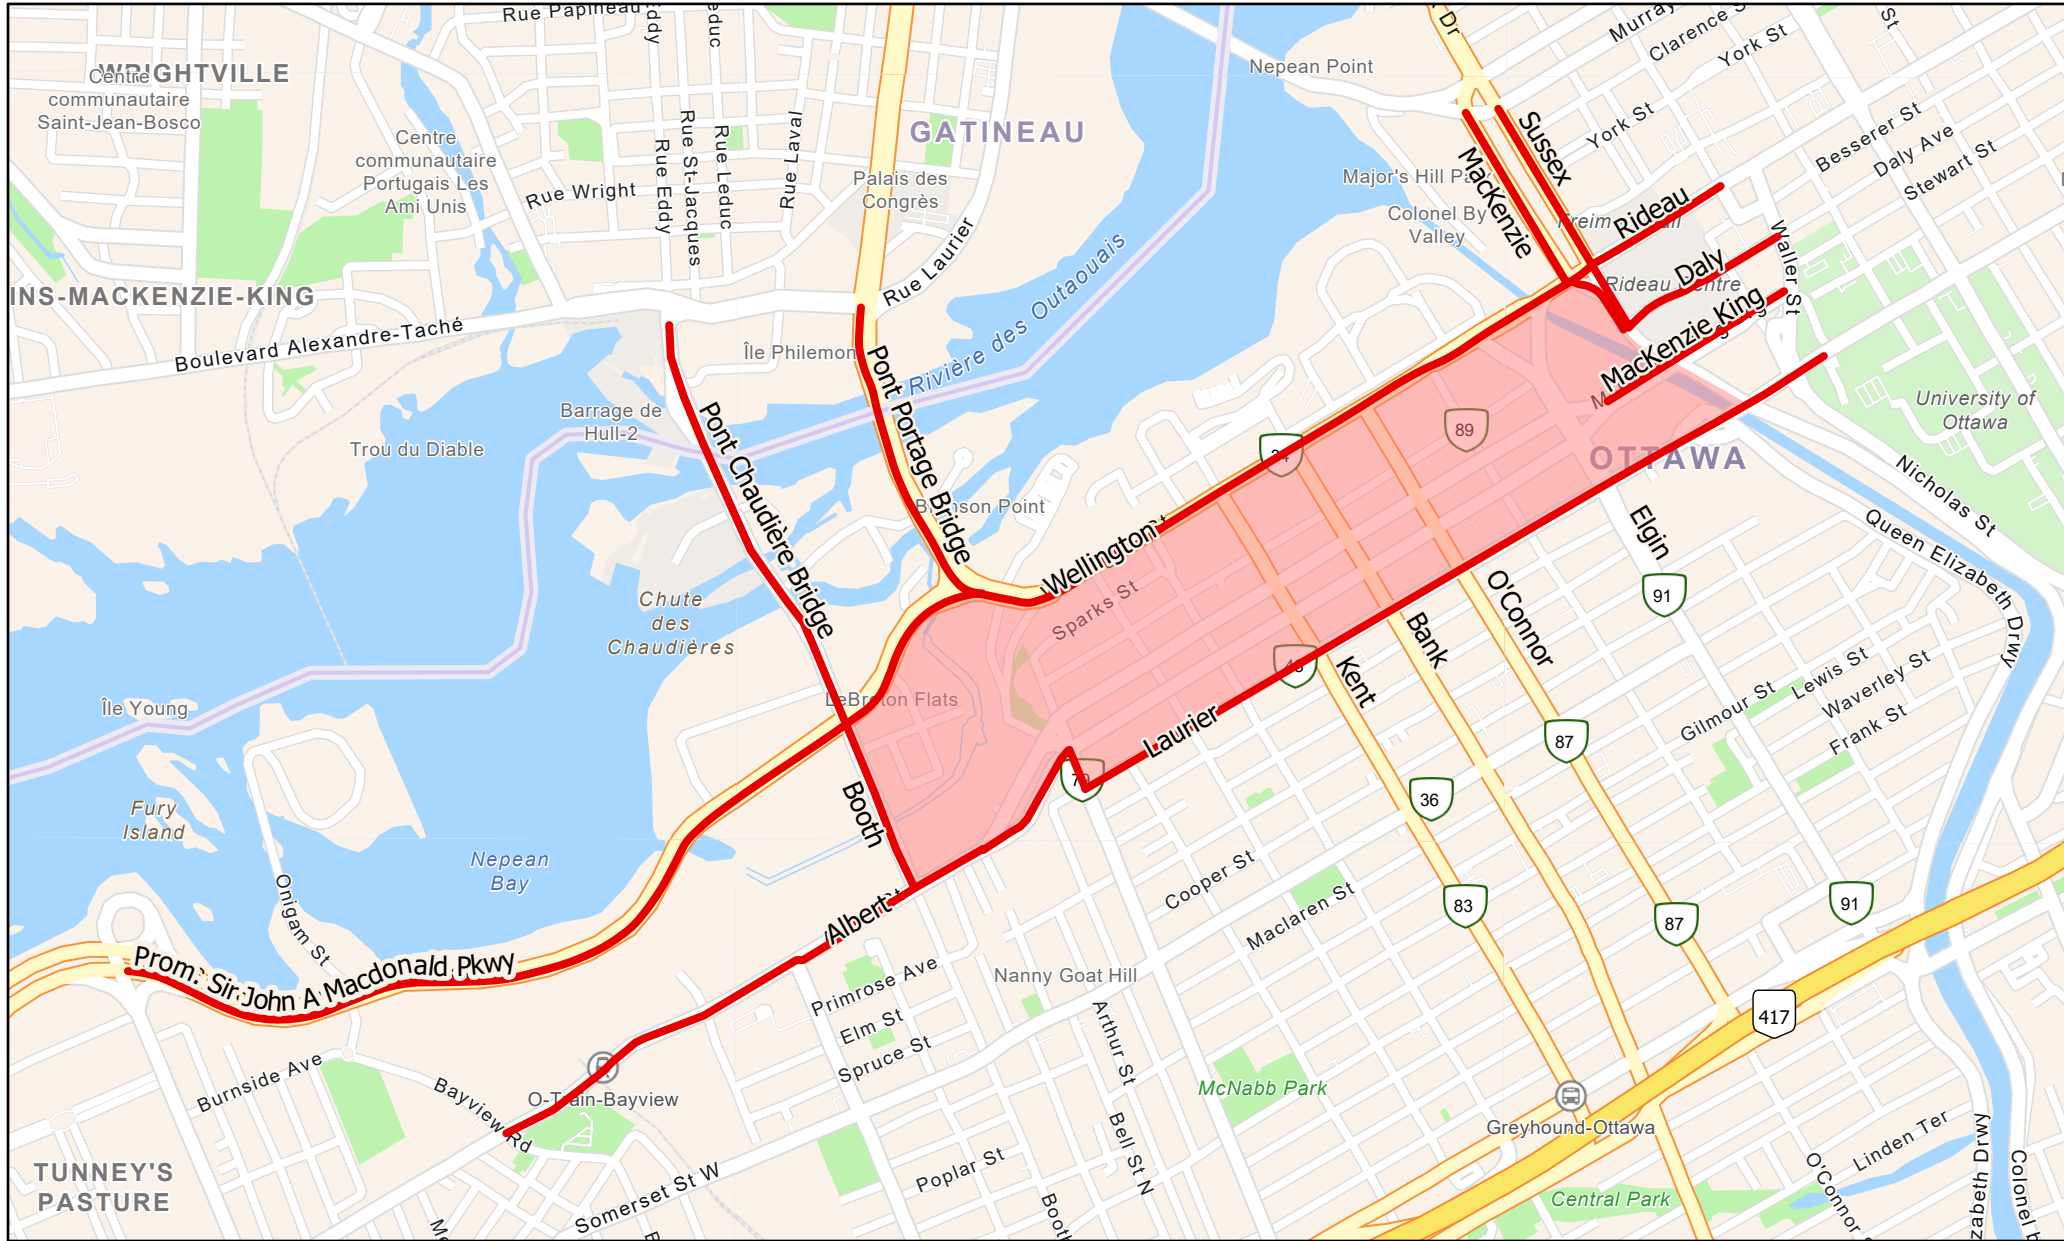 Rue Papineau
Eddy
educ
Dr
Murray
Clarence S
York St
St
WRIGHTVILLE
Centre
communautaire
Saint-Jean-Bosco
Nepean Point
GATINEAU
Centre
communautaire
Portugais Les
Ami Unis
Rue Wright
Rue Eddy
Rue St-Jacques
Rue Leduc
Rue Laval
Palais des
Congrès
Rue Laurier
Sussex
MacKenzie
York St
Besserer St
Daly Ave
Stewart St
Major's Hill Pa
Colonel By
Valley
Rideau
Daly
Rideau Centre
Waller St
MacKenzie King
INS-MACKENZIE-KING
Boulevard Alexandre-Taché
Île Philemon
Rivière des Outaouais
Pont Portage Bridge
Pont Chaudière Bridge
Barrage de
Hull-2
Trou du Diable
University of
Ottawa
89
OTTAWA
Nicholas St
Queen Elizabeth Drwy
Elgin
91
Wellington
Sparks St
Chute
des
Chaudières
LeBreton Flats
Île Young
O'Connor
Bank
Kent
Laurier
87
36
Gilmour St
Lewis St
Waverley St
Frank St
Booth
Fury
Island
Nepean
Bay
Onigam St
Albert
Cooper St
Maclaren St
83
87
91
417
Prom. Sir John A Macdonald Pkwy
Primrose Ave
Elm St
Spruce St
Nanny Goat Hill
Arthur St
Bell St N
McNabb Park
Greyhound-Ottawa
Burnside Ave
Bayview Rd
O-Train-Bayview
TUNNEY'S
PASTURE
Somerset St W
Poplar St
Booth
Central Park
O'Connor S
Linden Ter
zabeth Drwy
Colonel b